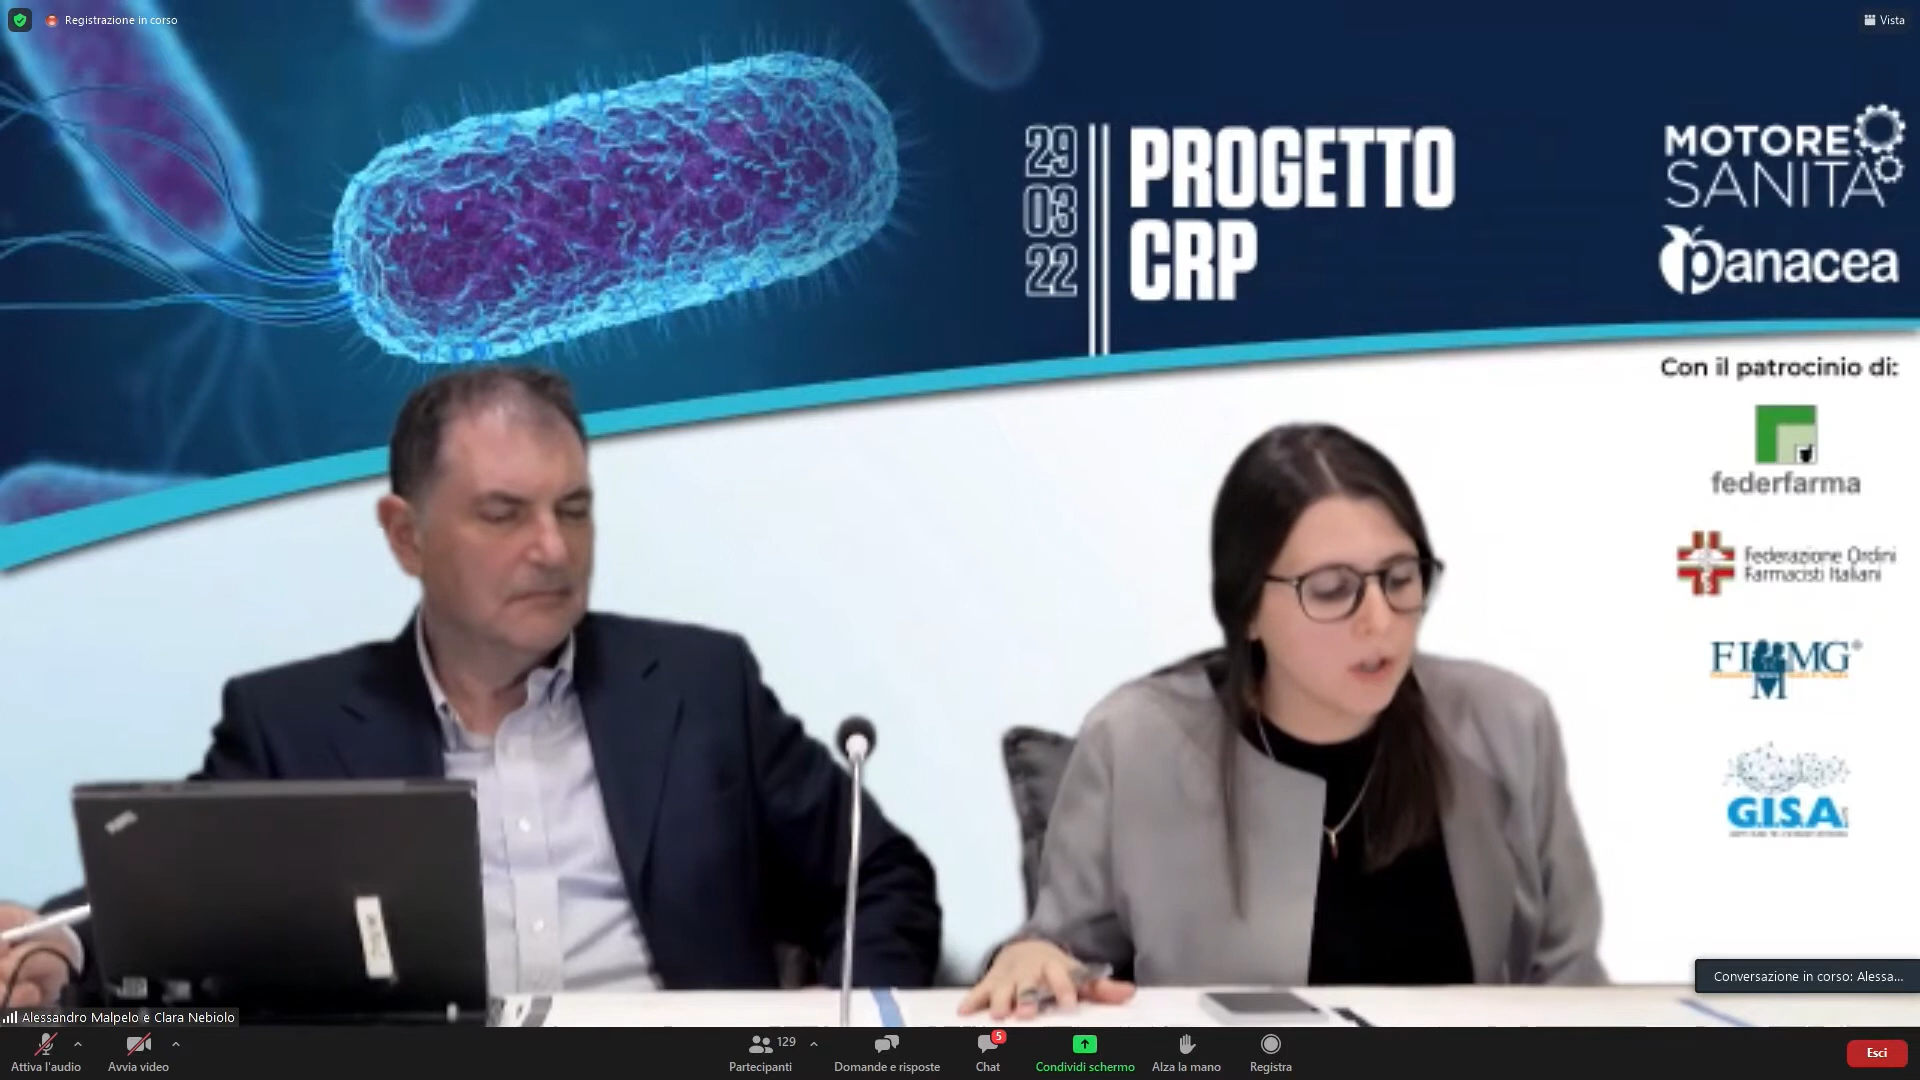 Registrazione in corso
Vista
29
03
22
PROGETTO
CRP
MOTORE
SANITÀ
panacea
Con il patrocinio di:
federfarma
Federazione Ordini
Farmacisti Italiani
FIMMG
G.I.S.A.
Conversazione in corso: Alessa...
Alessandro Malpelo e Clara Nebiolo
Attiva l'audio
Avvia video
129
Partecipanti
Domande e risposte
5
Chat
Condividi schermo
Alza la mano
Registra
Esci